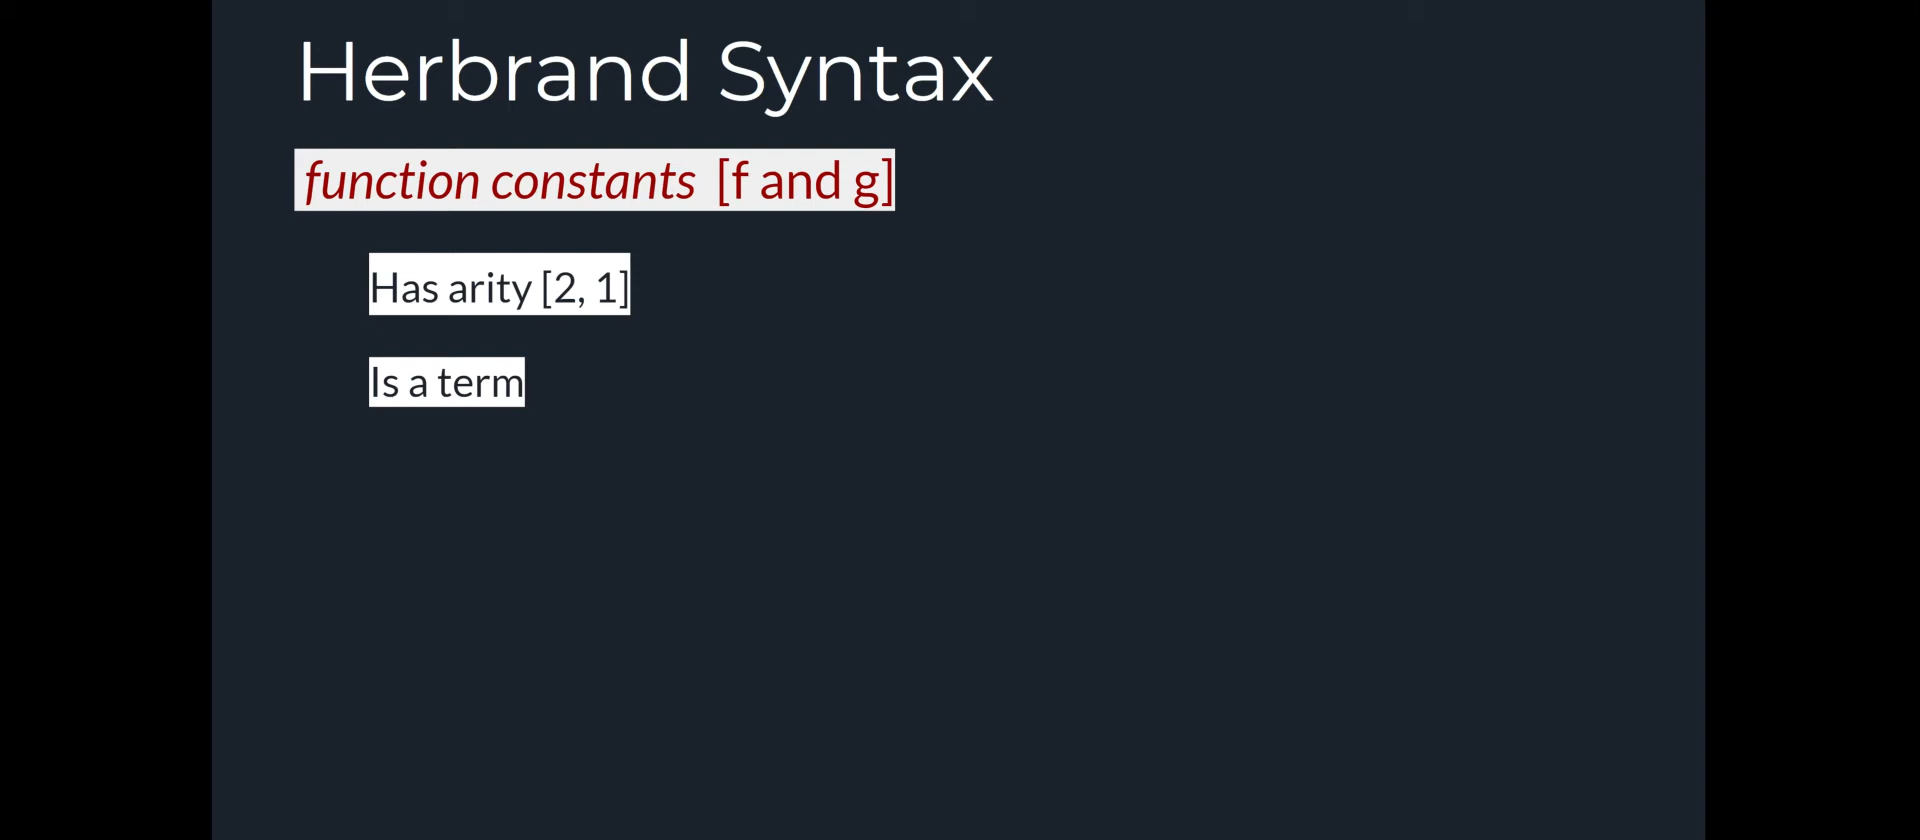 Herbrand Syntax
function constants [f and g]
Has arity [2, 1]
Is a term